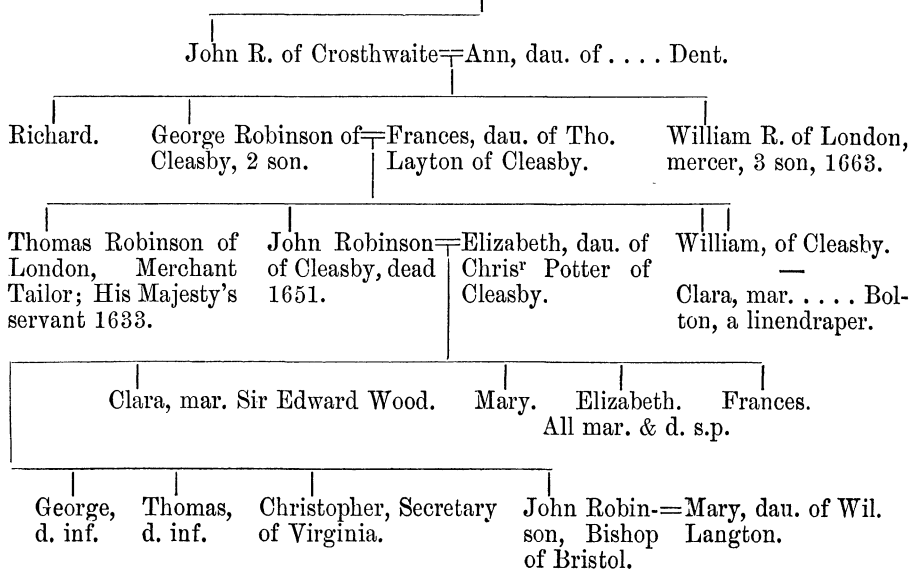 John R. of Crosthwaite=Ann, dau. of .... Dent.
Richard.
George Robinson of=Frances, dau. of Tho.
Cleasby, 2 son. Layton of Cleasby.
William R. of London,
mercer, 3 son, 1663.
Thomas Robinson of
London, Merchant
Tailor; His Majesty's
servant 1633.
John Robinson=Elizabeth, dau. of
of Cleasby, dead Chrisʳ Potter of
1651. Cleasby.
William, of Cleasby.
—
Clara, mar. .... Bol-
ton, a linendraper.
Clara, mar. Sir Edward Wood. Mary. Elizabeth. Frances.
All mar. & d. s.p.
George,
d. inf.
Thomas,
d. inf.
Christopher, Secretary
of Virginia.
John Robin-=Mary, dau. of Wil.
son, Bishop Langton.
of Bristol.